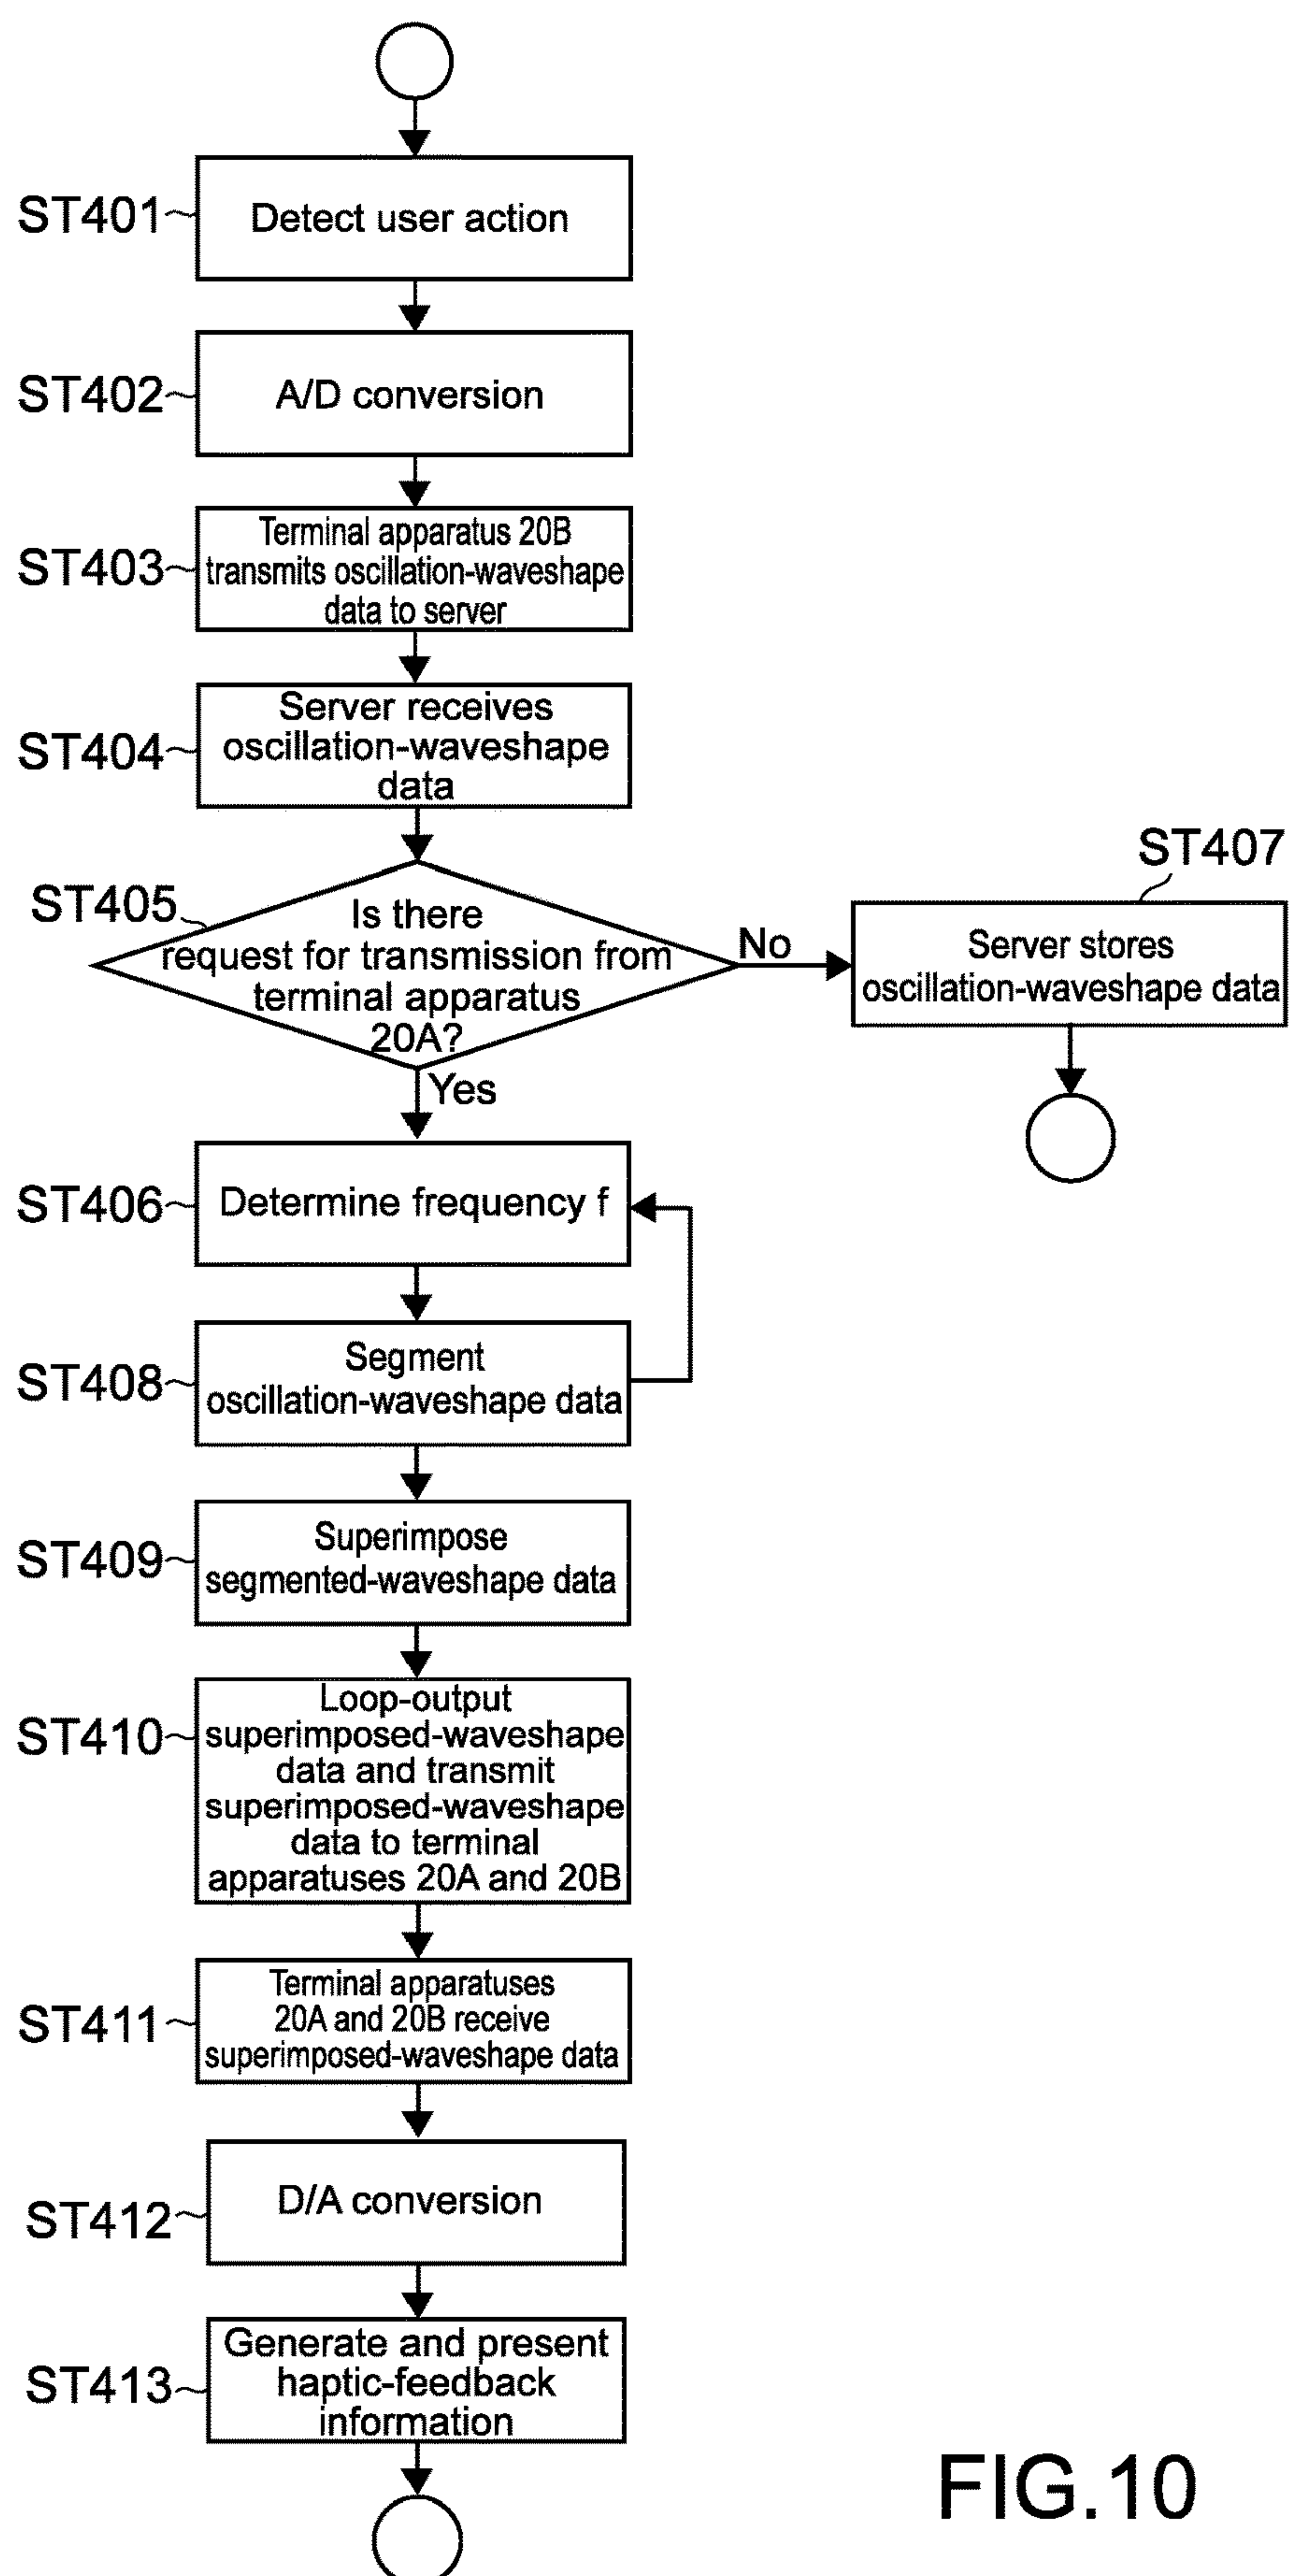 ST401
Detect user action
ST402
A/D conversion
ST403
Terminal apparatus 20B
transmits oscillation-waveshape
data to server
ST404
Server receives
oscillation-waveshape
data
ST405
Is there
request for transmission from
terminal apparatus
20A?
No
Yes
ST407
Server stores
oscillation-waveshape data
ST406
Determine frequency f
ST408
Segment
oscillation-waveshape data
ST409
Superimpose
segmented-waveshape data
ST410
Loop-output
superimposed-waveshape
data and transmit
superimposed-waveshape
data to terminal
apparatuses 20A and 20B
ST411
Terminal apparatuses
20A and 20B receive
superimposed-waveshape data
ST412
D/A conversion
ST413
Generate and present
haptic-feedback
information
FIG.10